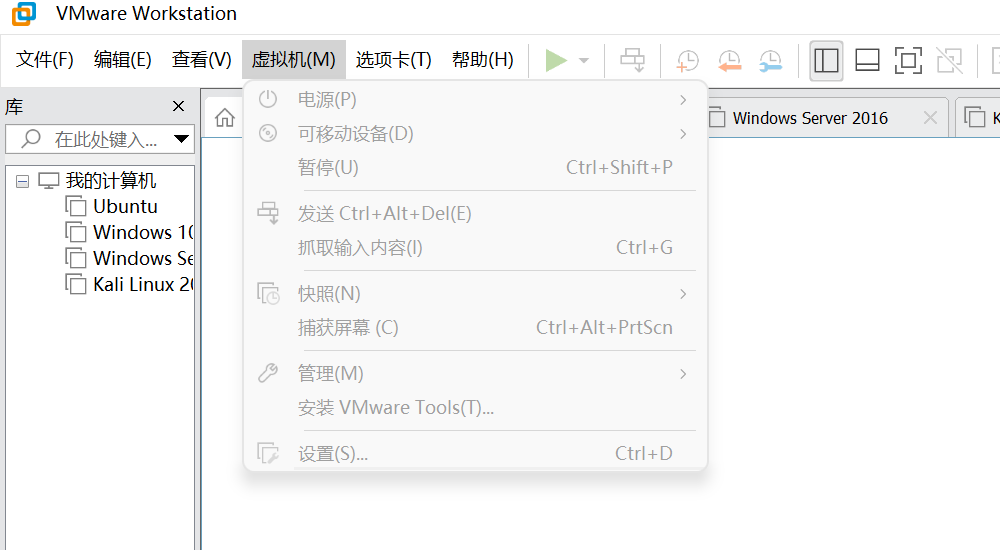 VMware Workstation
文件(F) 编辑(E) 查看(V) 虚拟机(M) 选项卡(T) 帮助(H)
库
在此处键入...
我的计算机
Ubuntu
Windows 10
Windows Se
Kali Linux 20
电源(P)
可移动设备(D)
暂停(U) Ctrl+Shift+P
发送 Ctrl+Alt+Del(E)
抓取输入内容(I) Ctrl+G
快照(N)
捕获屏幕 (C) Ctrl+Alt+PrtScn
管理(M)
安装 VMware Tools(T)...
设置(S)... Ctrl+D
Windows Server 2016
K